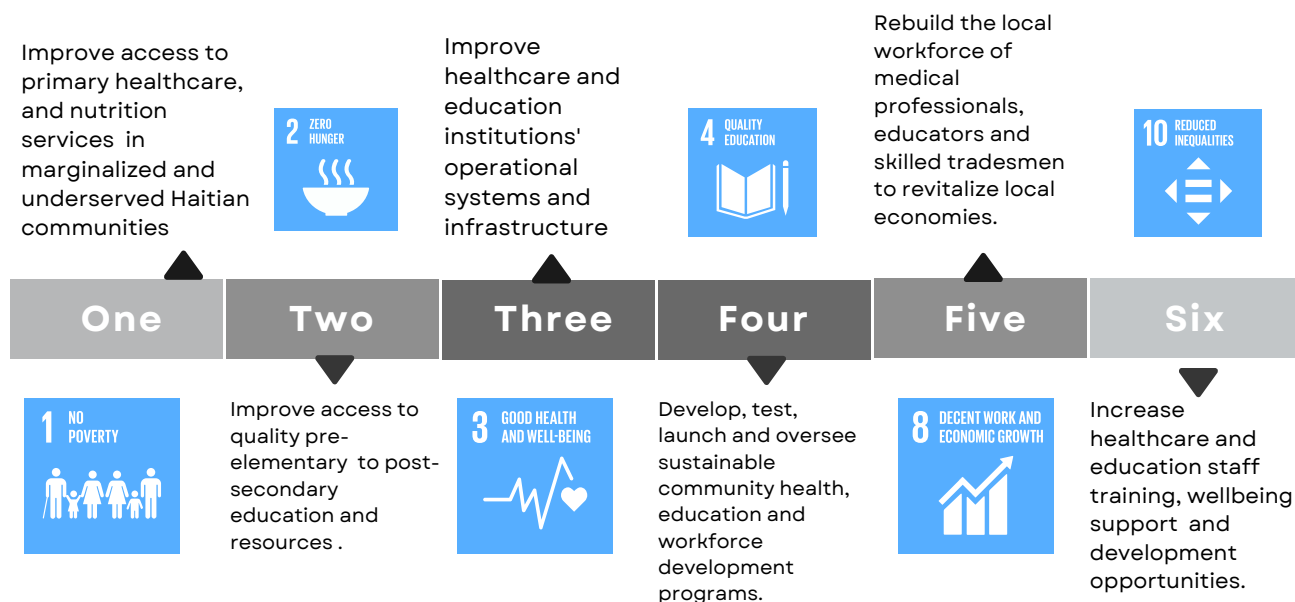 Improve access to
primary healthcare,
and nutrition
services in
marginalized and
underserved Haitian
communities
2 ZERO
HUNGER
Improve
healthcare and
education
institutions'
operational
systems and
infrastructure
4 QUALITY
EDUCATION
Rebuild the local
workforce of
medical
professionals,
educators and
skilled tradesmen
to revitalize local
economies.
10 REDUCED
INEQUALITIES
One
Two
Three
Four
Five
Six
1 NO
POVERTY
Improve access to
quality pre-
elementary to post-
secondary
education and
resources .
3 GOOD HEALTH
AND WELL-BEING
Develop, test,
launch and oversee
sustainable
community health,
education and
workforce
development
programs.
8 DECENT WORK AND
ECONOMIC GROWTH
Increase
healthcare and
education staff
training, wellbeing
support and
development
opportunities.